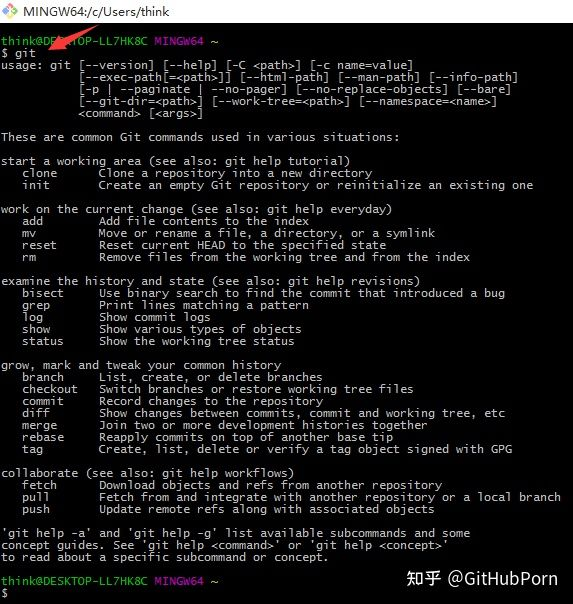 MINGW64:/c/Users/think
think@DESKTOP-LL7HK8C MINGW64 ~
$ git
usage: git [--version] [--help] [-C <path>] [-c name=value]
           [--exec-path[=<path>]] [--html-path] [--man-path] [--info-path]
           [-p | --paginate | --no-pager] [--no-replace-objects] [--bare]
           [--git-dir=<path>] [--work-tree=<path>] [--namespace=<name>]
           <command> [<args>]
These are common Git commands used in various situations:
start a working area (see also: git help tutorial)
   clone      Clone a repository into a new directory
   init       Create an empty Git repository or reinitialize an existing one
work on the current change (see also: git help everyday)
   add        Add file contents to the index
   mv         Move or rename a file, a directory, or a symlink
   reset      Reset current HEAD to the specified state
   rm         Remove files from the working tree and from the index
examine the history and state (see also: git help revisions)
   bisect     Use binary search to find the commit that introduced a bug
   grep       Print lines matching a pattern
   log        Show commit logs
   show       Show various types of objects
   status     Show the working tree status
grow, mark and tweak your common history
   branch     List, create, or delete branches
   checkout   Switch branches or restore working tree files
   commit     Record changes to the repository
   diff       Show changes between commits, commit and working tree, etc
   merge      Join two or more development histories together
   rebase     Reapply commits on top of another base tip
   tag        Create, list, delete or verify a tag object signed with GPG
collaborate (see also: git help workflows)
   fetch      Download objects and refs from another repository
   pull       Fetch from and integrate with another repository or a local branch
   push       Update remote refs along with associated objects
'git help -a' and 'git help -g' list available subcommands and some
concept guides. See 'git help <command>' or 'git help <concept>'
to read about a specific subcommand or concept.
think@DESKTOP-LL7HK8C MINGW64 ~
$
知乎 @GitHubPorn